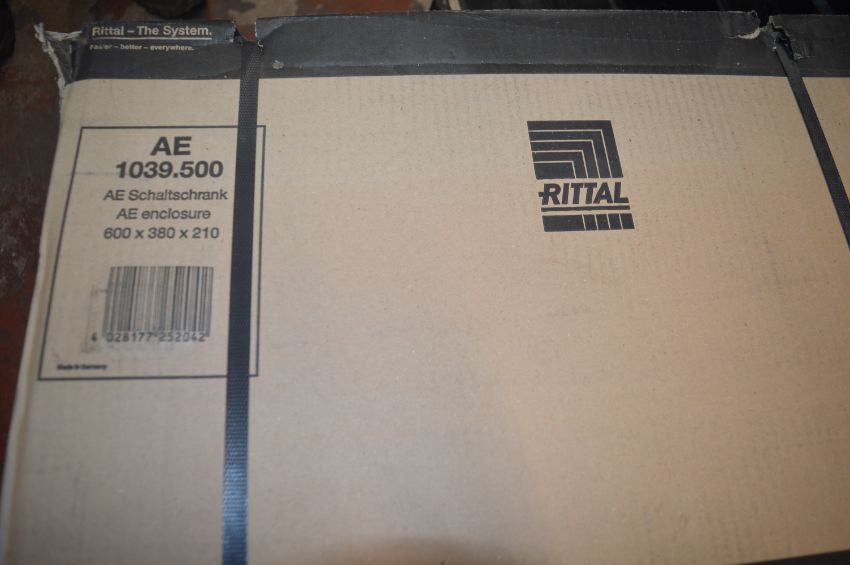 Rittal – The System.
Faster – better – everywhere.
AE
1039.500
AE Schaltschrank
AE enclosure
600 x 380 x 210
4 028177 252042
Made in Germany
RITTAL